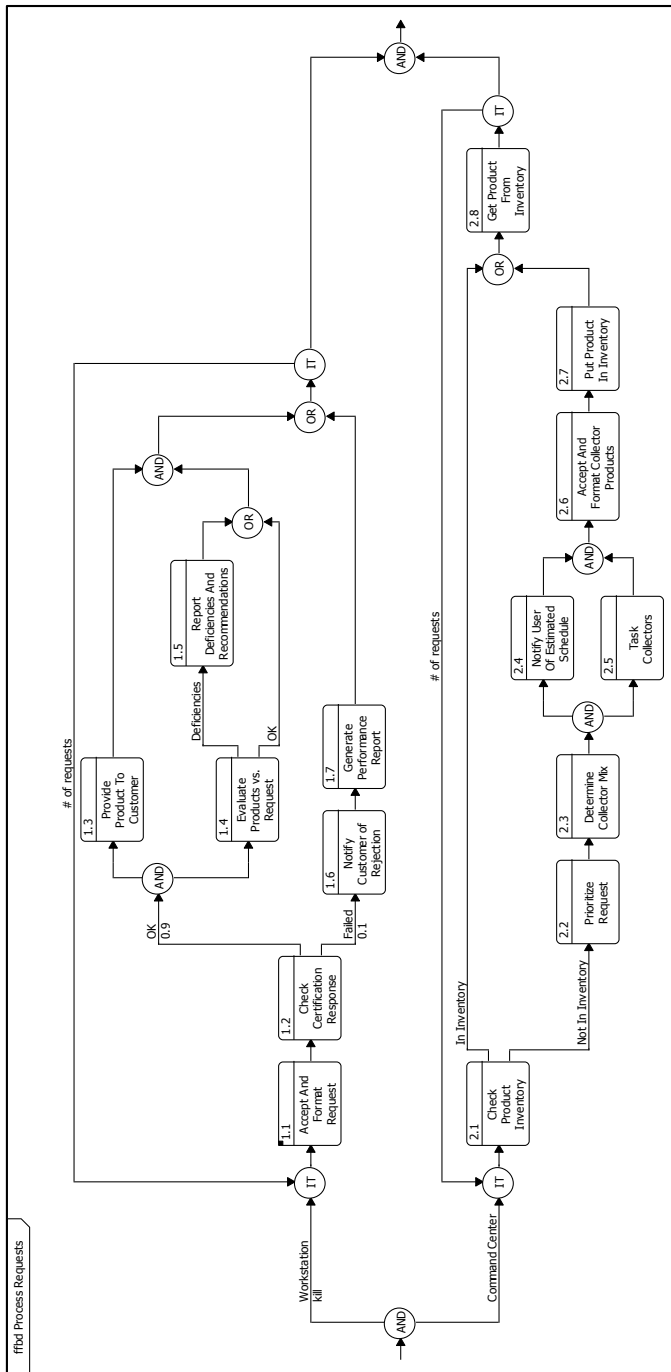 ffbd Process Requests
AND
Workstation
kill
Command Center
IT
# of requests
1.1
Accept And
Format
Request
1.2
Check
Certification
Response
OK
0.9
Failed
0.1
AND
1.3
Provide
Product To
Customer
1.4
Evaluate
Products vs.
Request
Deficiencies
OK
1.5
Report
Deficiencies And
Recommendations
OR
AND
1.6
Notify
Customer of
Rejection
1.7
Generate
Performance
Report
OR
IT
IT
# of requests
2.1
Check
Product
Inventory
In Inventory
Not In Inventory
2.2
Prioritize
Request
2.3
Determine
Collector Mix
AND
2.4
Notify User
Of Estimated
Schedule
2.5
Task
Collectors
AND
2.6
Accept And
Format Collector
Products
2.7
Put Product
In Inventory
OR
2.8
Get Product
From
Inventory
IT
AND